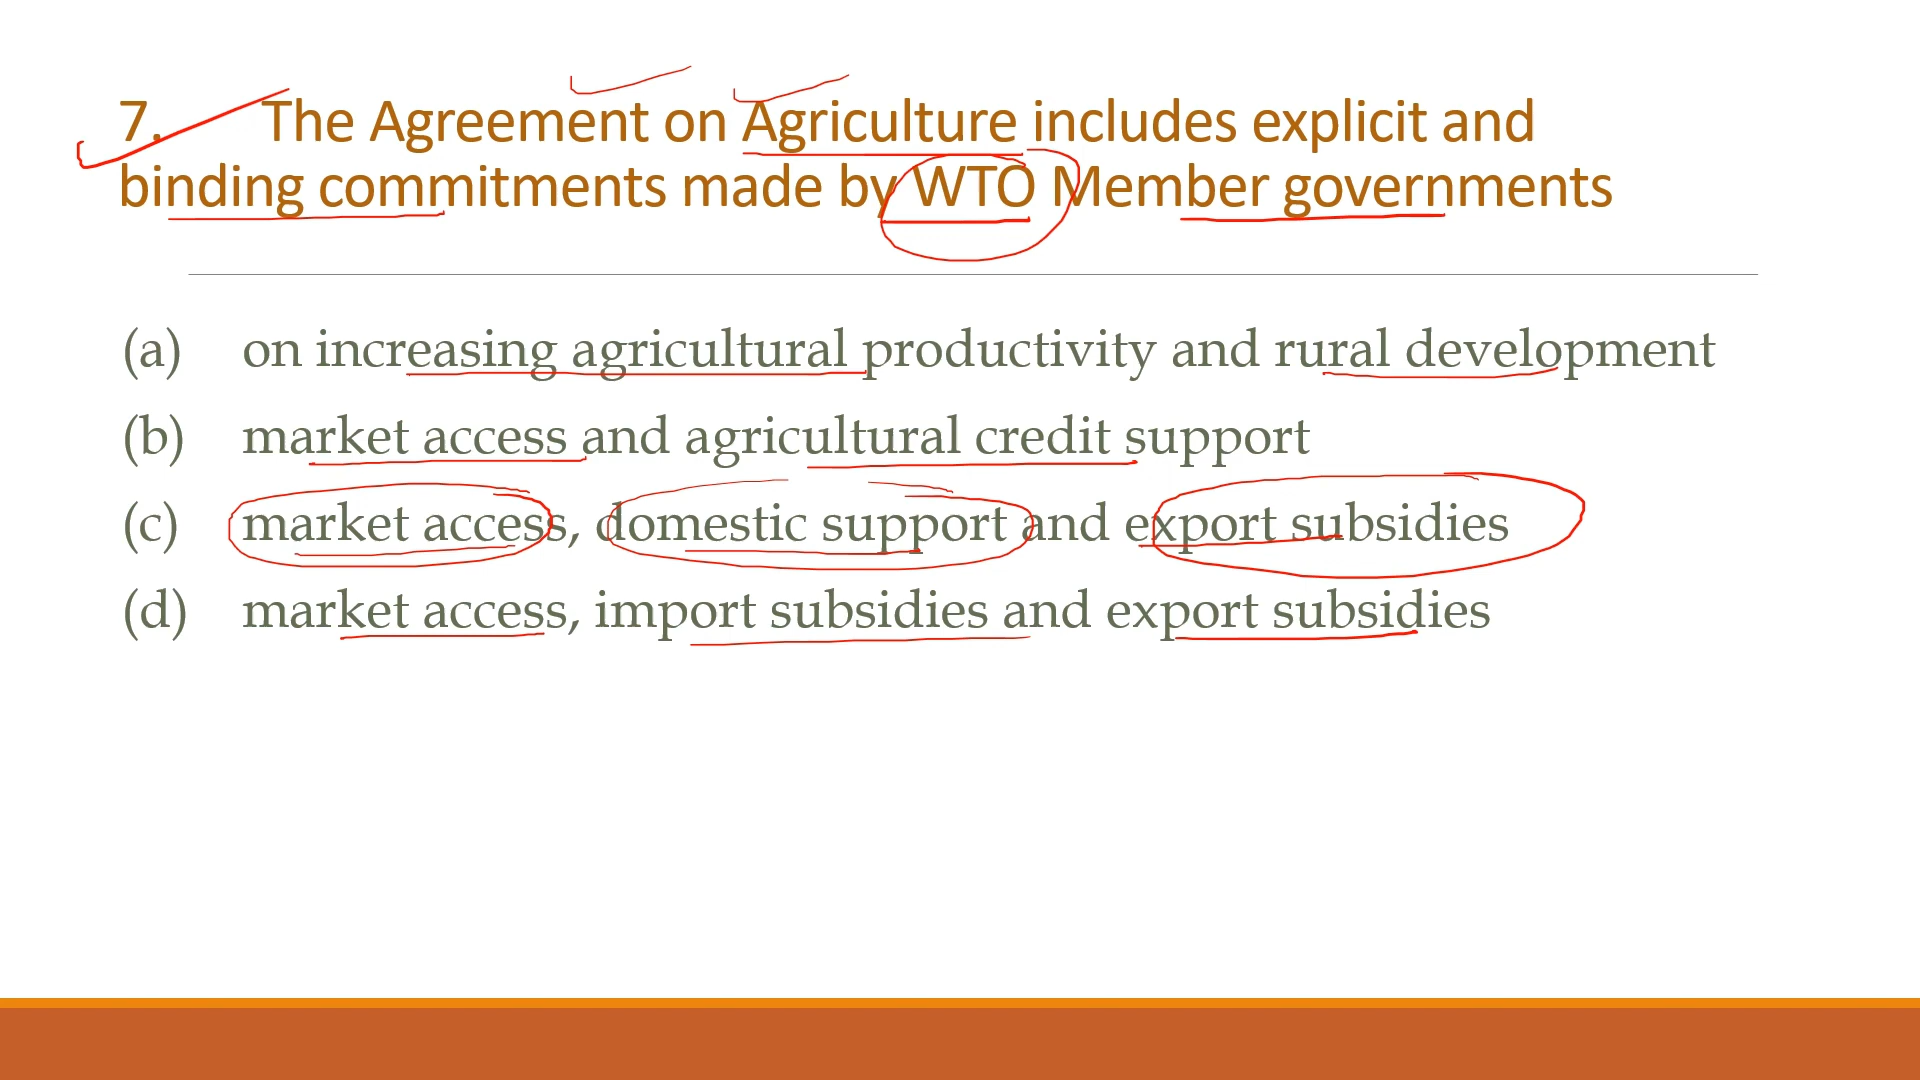 7. The Agreement on Agriculture includes explicit and
binding commitments made by WTO Member governments
(a) on increasing agricultural productivity and rural development
(b) market access and agricultural credit support
(c) market access, domestic support and export subsidies
(d) market access, import subsidies and export subsidies